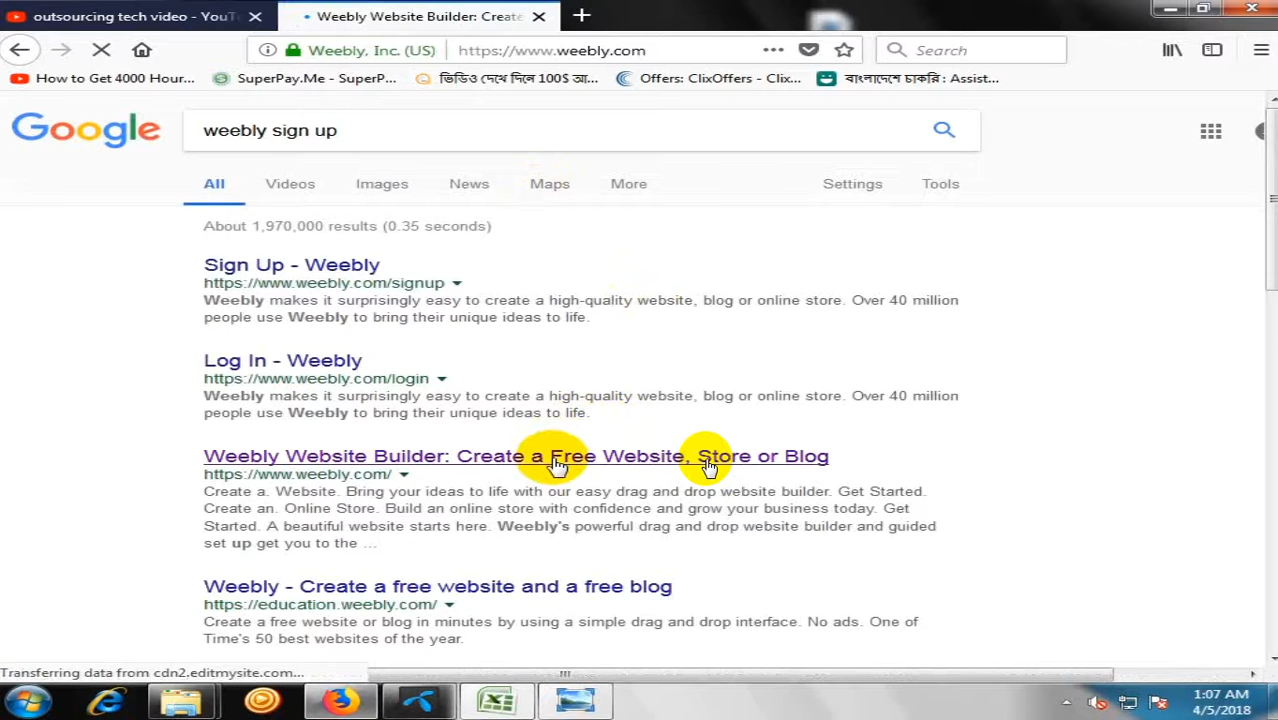 outsourcing tech video - YouT
Weebly Website Builder: Create
Weebly, Inc. (US)
https://www.weebly.com
Search
How to Get 4000 Hour...
SuperPay.Me - SuperP...
ভিডিও দেখে দিনে 100$ আ...
Offers: ClixOffers - Clix...
বাংলাদেশে চাকরি : Assist...
Google
weebly sign up
All
Videos
Images
News
Maps
More
Settings
Tools
About 1,970,000 results (0.35 seconds)
Sign Up - Weebly
https://www.weebly.com/signup
Weebly makes it surprisingly easy to create a high-quality website, blog or online store. Over 40 million
people use Weebly to bring their unique ideas to life.
Log In - Weebly
https://www.weebly.com/login
Weebly makes it surprisingly easy to create a high-quality website, blog or online store. Over 40 million
people use Weebly to bring their unique ideas to life.
Weebly Website Builder: Create a Free Website, Store or Blog
https://www.weebly.com/
Create a. Website. Bring your ideas to life with our easy drag and drop website builder. Get Started.
Create an. Online Store. Build an online store with confidence and grow your business today. Get
Started. A beautiful website starts here. Weebly's powerful drag and drop website builder and guided
set up get you to the ...
Weebly - Create a free website and a free blog
https://education.weebly.com/
Create a free website or blog in minutes by using a simple drag and drop interface. No ads. One of
Time's 50 best websites of the year.
Transferring data from cdn2.editmysite.com...
1:07 AM
4/5/2018